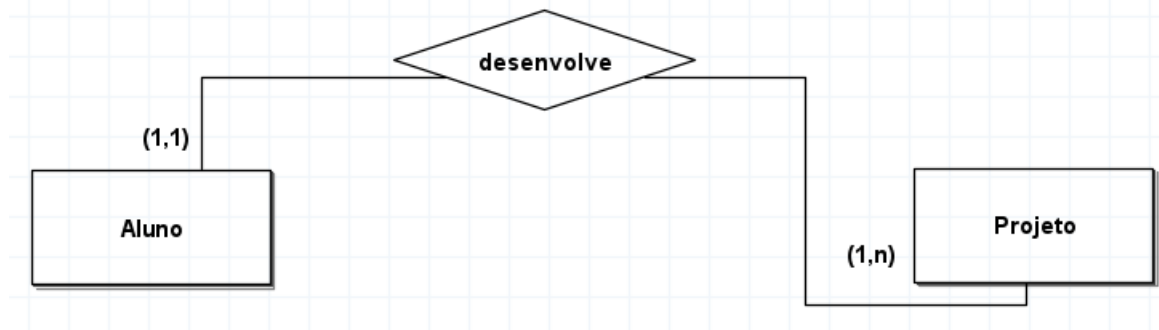 desenvolve
(1,1)
Aluno
Projeto
(1,n)